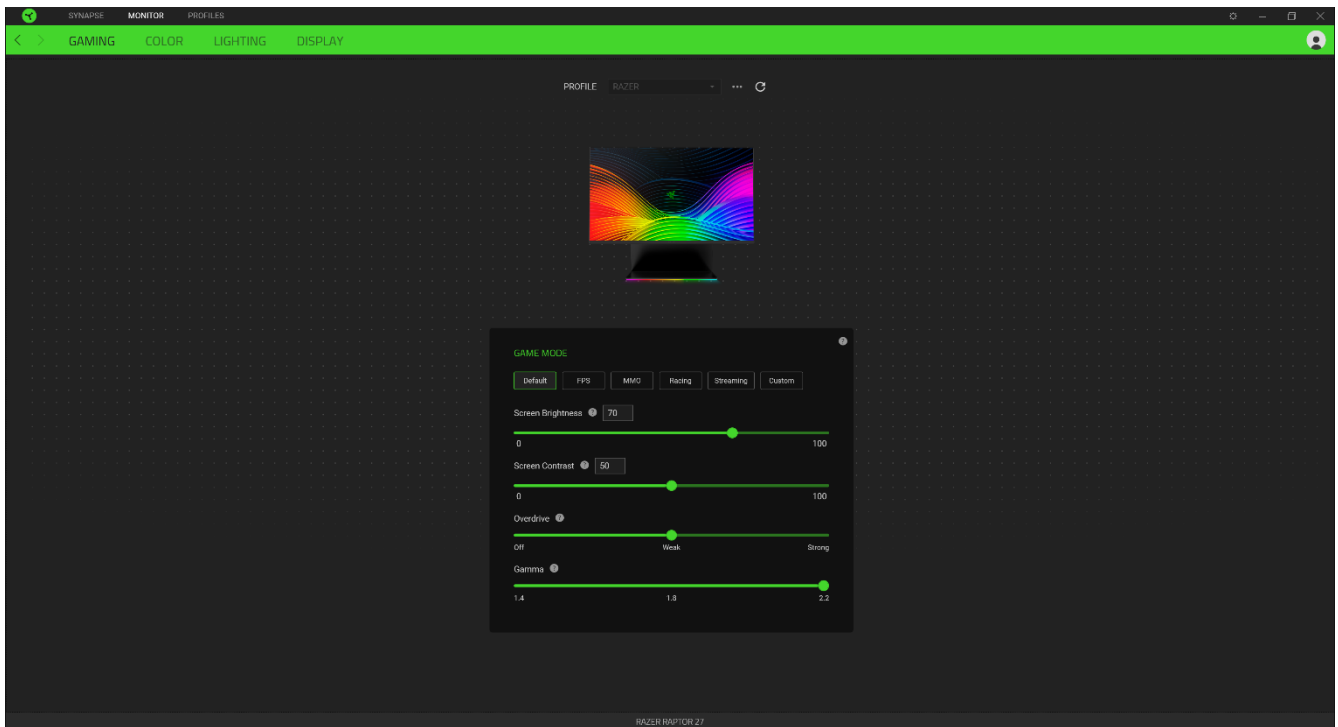 SYNAPSE MONITOR PROFILES
GAMING COLOR LIGHTING DISPLAY
PROFILE RAZER
GAME MODE
Default FPS MMO Racing Streaming Custom
Screen Brightness ? 70
0 100
Screen Contrast ? 50
0 100
Overdrive ?
Off Weak Strong
Gamma ?
1.4 1.8 2.2
RAZER RAPTOR 27